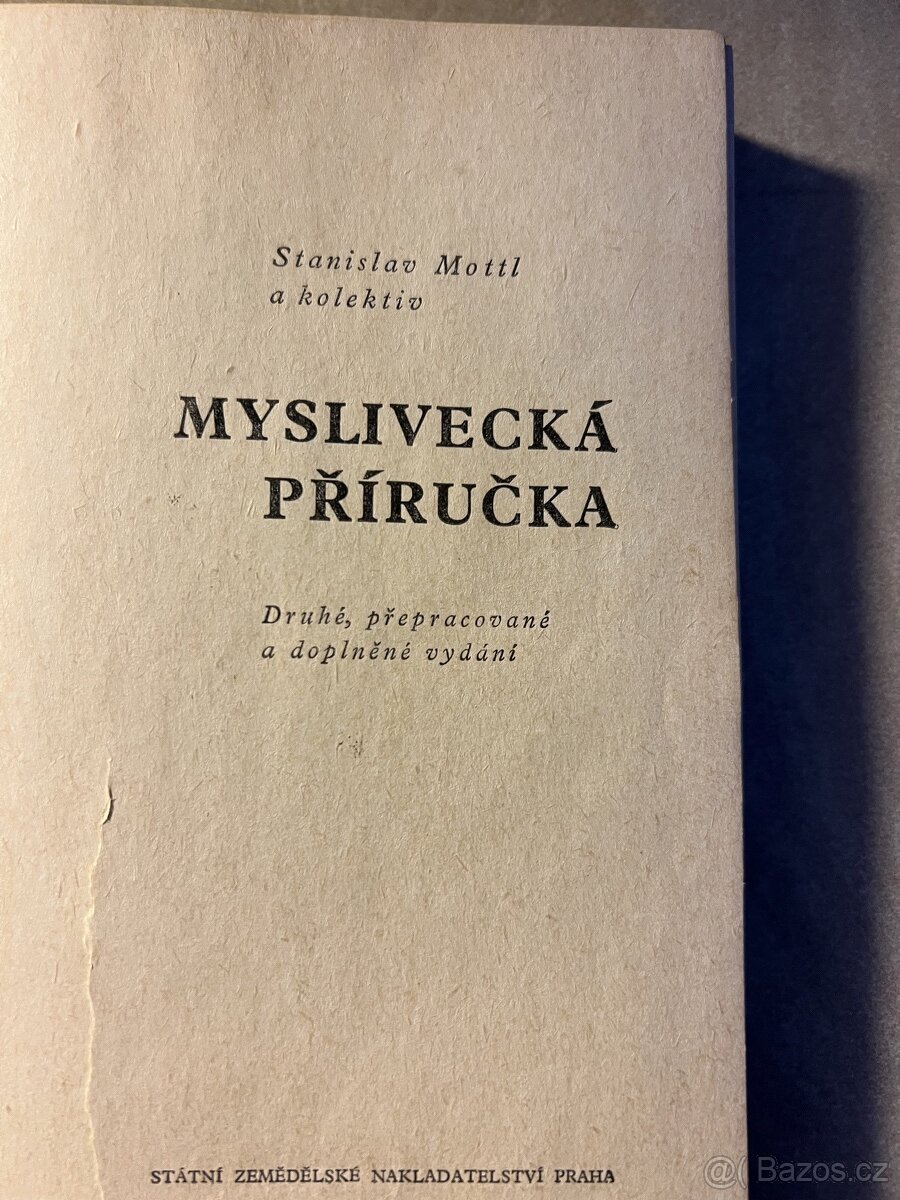 Stanislav Mottl
a kolektiv
MYSLIVECKÁ
PŘÍRUČKA
Druhé, přepracované
a doplněné vydání
STÁTNÍ ZEMĚDĚLSKÉ NAKLADATELSTVÍ PRAHA
@( Bazos.cz